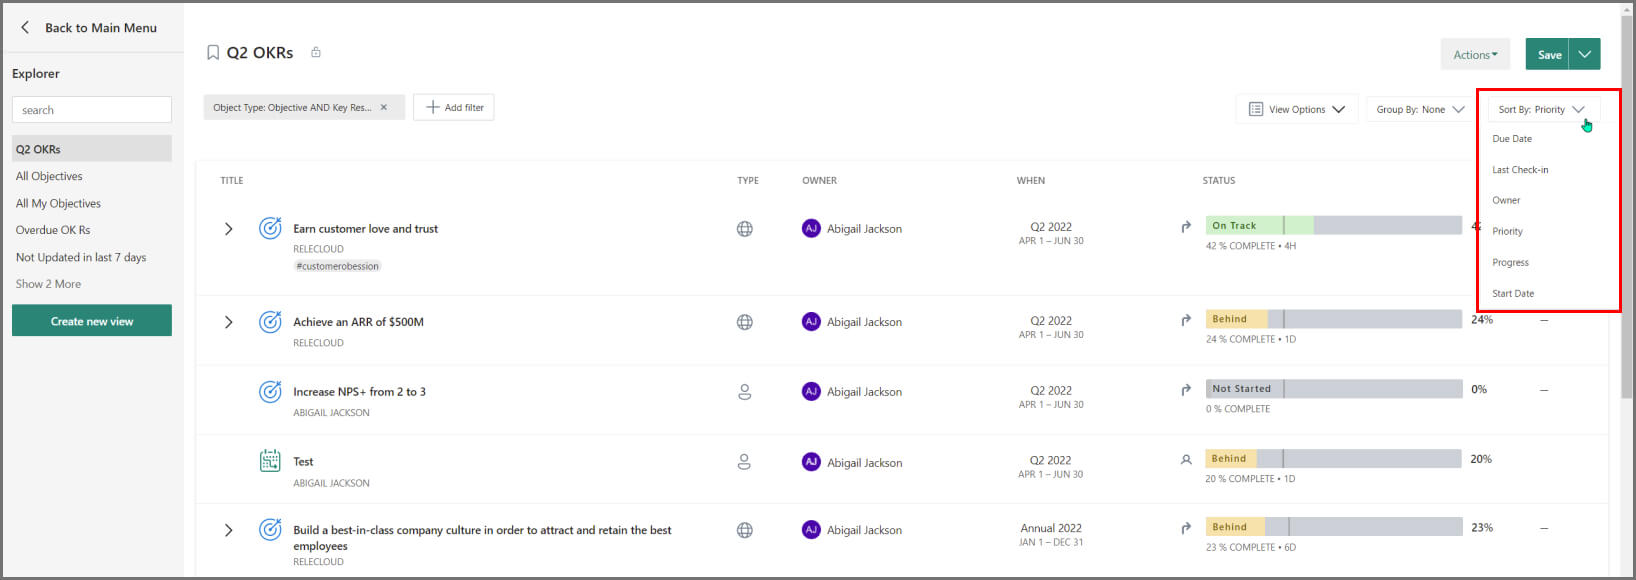 Back to Main Menu
Explorer
search
Q2 OKRs
All Objectives
All My Objectives
Overdue OK Rs
Not Updated in last 7 days
Show 2 More
Create new view
Q2 OKRs
Actions
Save
Object Type: Objective AND Key Res... ×
Add filter
View Options
Group By: None
Sort By: Priority
Due Date
Last Check-in
Owner
Priority
Progress
Start Date
TITLE TYPE OWNER WHEN STATUS
Earn customer love and trust
RELECLOUD
#customerobession
AJ Abigail Jackson
Q2 2022
APR 1 – JUN 30
On Track
42 % COMPLETE • 4H
Achieve an ARR of $500M
RELECLOUD
AJ Abigail Jackson
Q2 2022
APR 1 – JUN 30
Behind
24 % COMPLETE • 1D
24% —
Increase NPS+ from 2 to 3
ABIGAIL JACKSON
AJ Abigail Jackson
Q2 2022
APR 1 – JUN 30
Not Started
0 % COMPLETE
0% —
Test
ABIGAIL JACKSON
AJ Abigail Jackson
Q2 2022
APR 1 – JUN 30
Behind
20 % COMPLETE • 1D
20%
Build a best-in-class company culture in order to attract and retain the best
employees
RELECLOUD
AJ Abigail Jackson
Annual 2022
JAN 1 – DEC 31
Behind
23 % COMPLETE • 6D
23% —